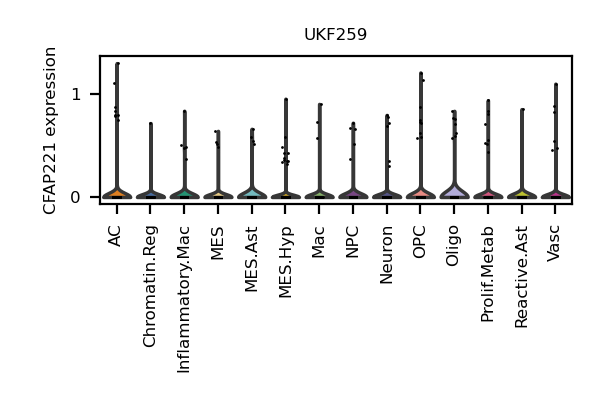 UKF259
CFAP221 expression
1
0
AC
Chromatin.Reg
Inflammatory.Mac
MES
MES.Ast
MES.Hyp
Mac
NPC
Neuron
OPC
Oligo
Prolif.Metab
Reactive.Ast
Vasc